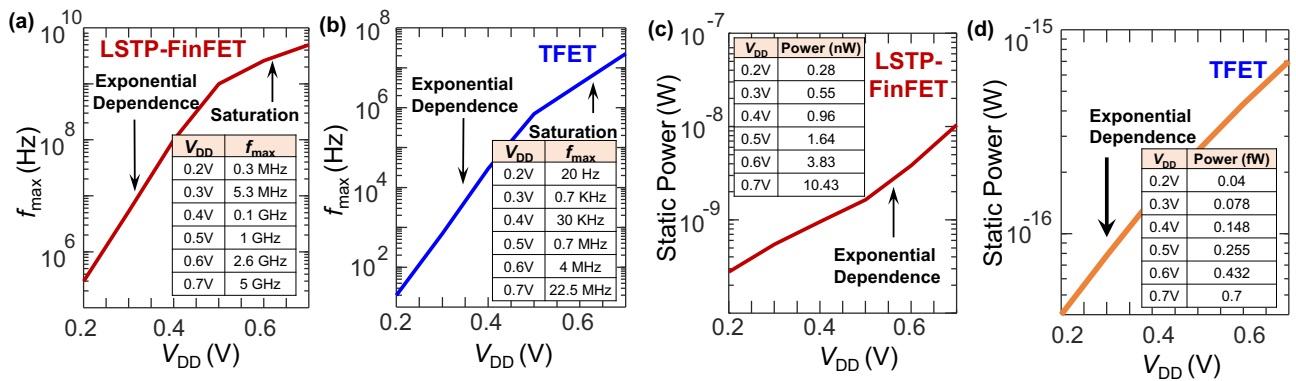 (a)
LSTP-FinFET
Exponential
Dependence
Saturation
10^10
10^8
10^6
f_max (Hz)
V_DD f_max
0.2V 0.3 MHz
0.3V 5.3 MHz
0.4V 0.1 GHz
0.5V 1 GHz
0.6V 2.6 GHz
0.7V 5 GHz
0.2 0.4 0.6
V_DD (V)
(b)
TFET
Exponential
Dependence
Saturation
10^8
10^6
10^4
10^2
f_max (Hz)
V_DD f_max
0.2V 20 Hz
0.3V 0.7 KHz
0.4V 30 KHz
0.5V 0.7 MHz
0.6V 4 MHz
0.7V 22.5 MHz
0.2 0.4 0.6
V_DD (V)
(c)
LSTP-
FinFET
10^-7
10^-8
10^-9
10^-10
Static Power (W)
V_DD Power (nW)
0.2V 0.28
0.3V 0.55
0.4V 0.96
0.5V 1.64
0.6V 3.83
0.7V 10.43
Exponential
Dependence
0.2 0.4 0.6
V_DD (V)
(d)
TFET
Exponential
Dependence
10^-15
10^-16
Static Power (W)
V_DD Power (fW)
0.2V 0.04
0.3V 0.078
0.4V 0.148
0.5V 0.255
0.6V 0.432
0.7V 0.7
0.2 0.4 0.6
V_DD (V)